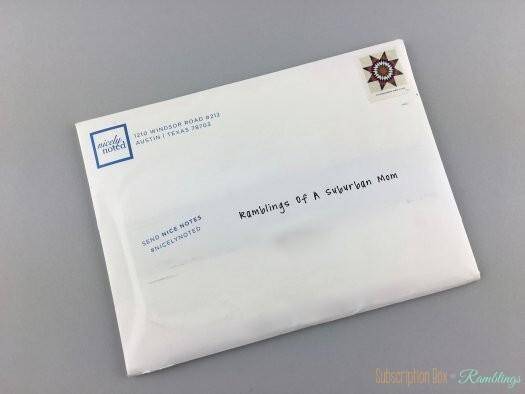 nicely
noted
1210 WINDSOR ROAD #213
AUSTIN | TEXAS 78703
SEND NICE NOTES
#NICELYNOTED
Ramblings Of A Suburban Mom
Subscription Box Ramblings